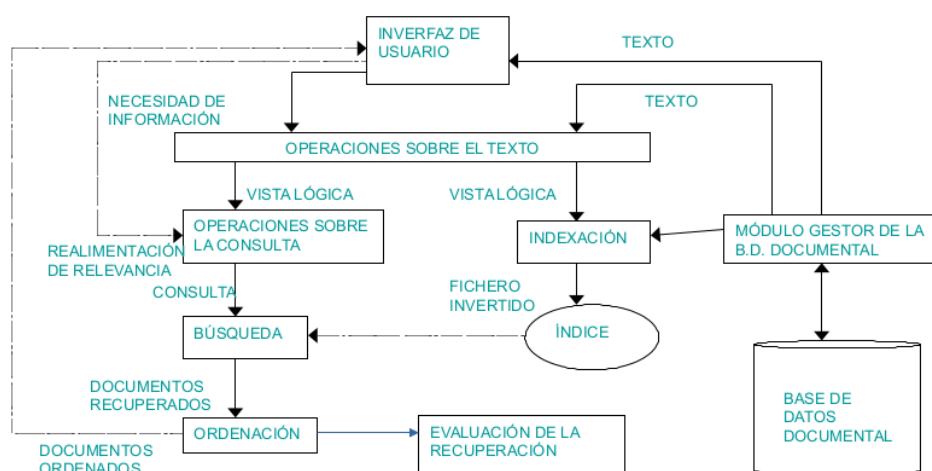 INVERFAZ DE
USUARIO
TEXTO
TEXTO
NECESIDAD DE
INFORMACIÓN
OPERACIONES SOBRE EL TEXTO
VISTA LÓGICA
VISTA LÓGICA
OPERACIONES SOBRE
LA CONSULTA
INDEXACIÓN
MÓDULO GESTOR DE LA
B.D. DOCUMENTAL
REALIMENTACIÓN
DE RELEVANCIA
CONSULTA
FICHERO
INVERTIDO
BÚSQUEDA
ÌNDICE
DOCUMENTOS
RECUPERADOS
BASE DE
DATOS
DOCUMENTAL
ORDENACIÓN
EVALUACIÓN DE LA
RECUPERACIÓN
DOCUMENTOS
ORDENADOS